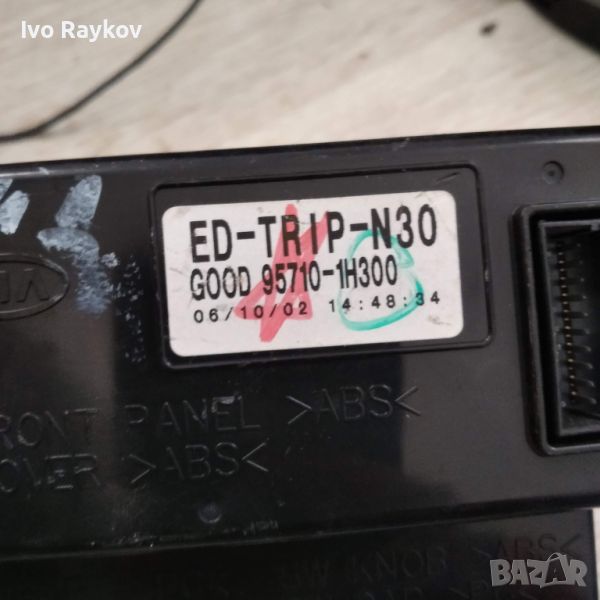 Ivo Raykov
ED-TRIP-N30
GOOD 95710-1H300
06/10/02 14:48:34
FRONT PANEL >ABS<
COVER >ABS<
KNOB >ABS<
BAZAR